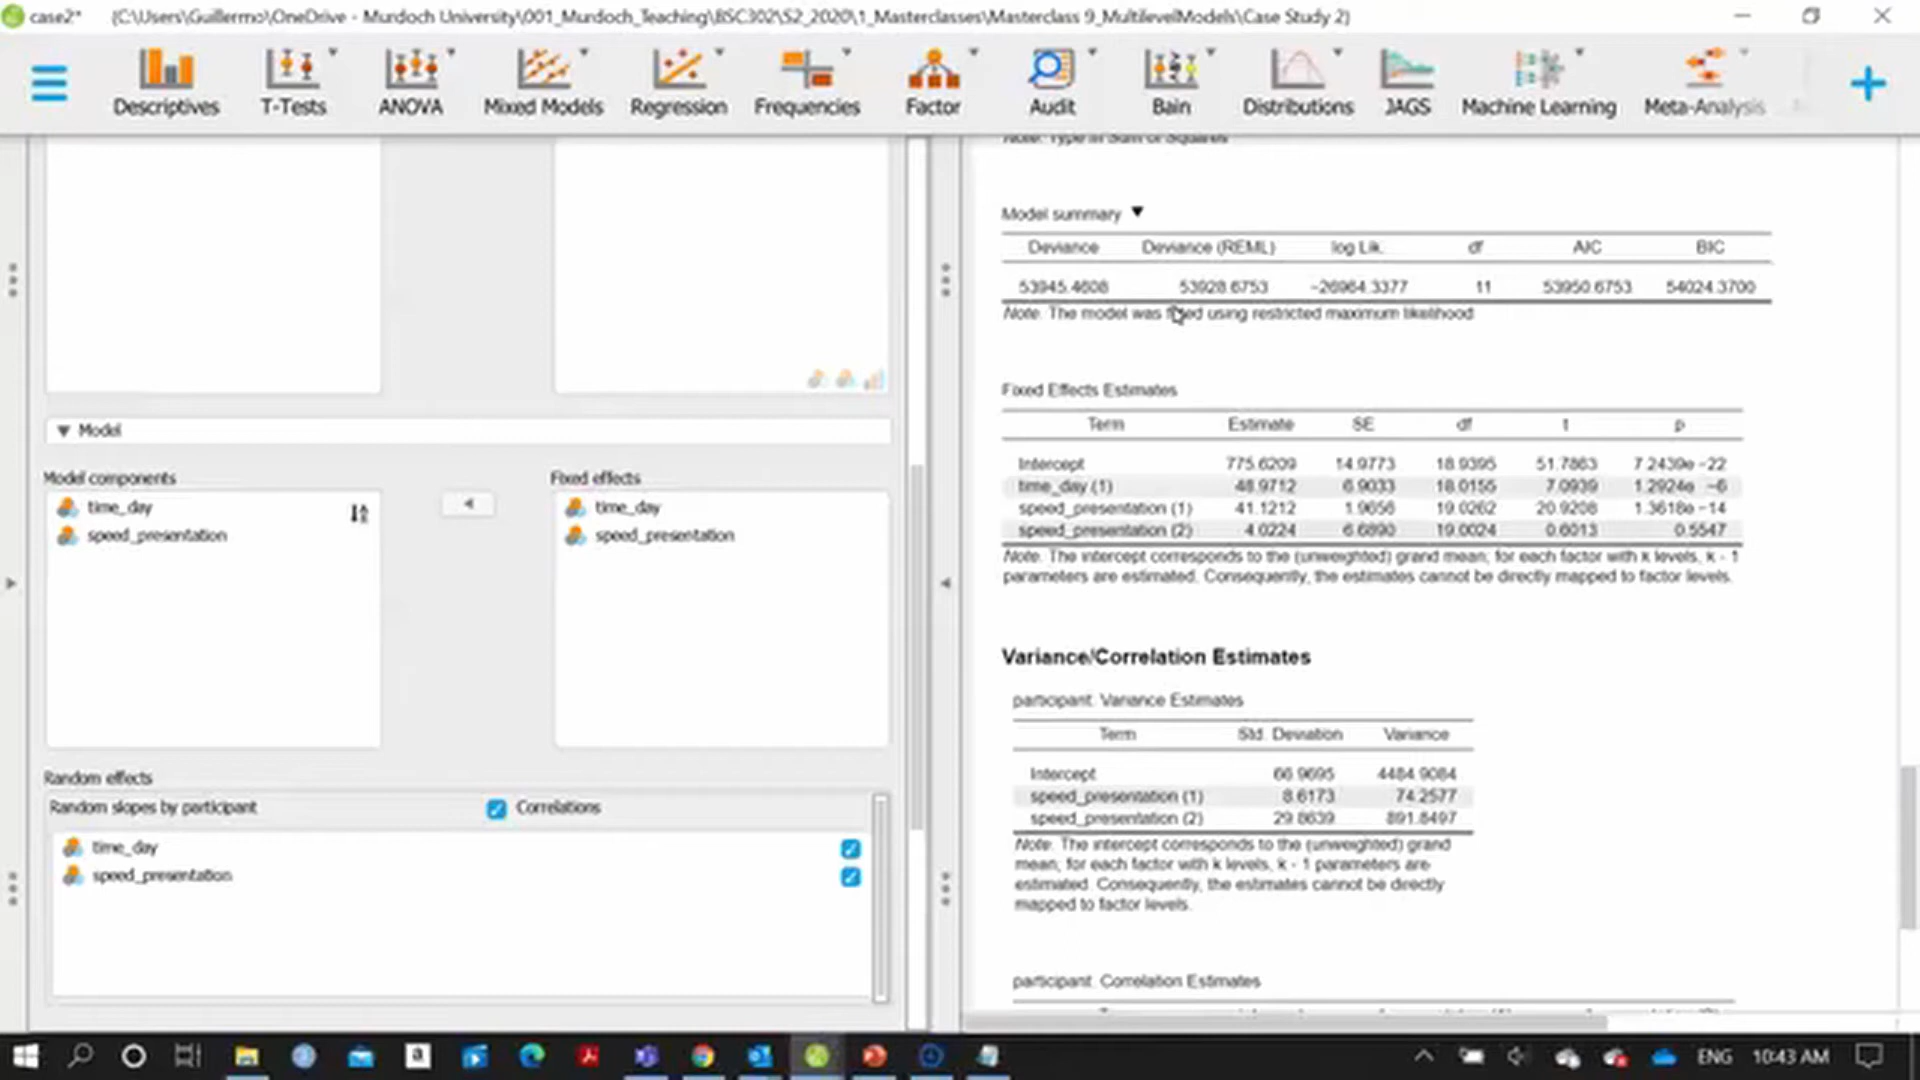 case2* (C:\Users\Guillermo\OneDrive - Murdoch University\001_Murdoch_Teaching\BSC302\S2_2020\1_Masterclasses\Masterclass 9_MultilevelModels\Case Study 2)
Descriptives T-Tests ANOVA Mixed Models Regression Frequencies Factor Audit Bain Distributions JAGS Machine Learning Meta-Analysis
Note. Type III Sum of Squares
Model summary
Deviance Deviance (REML) log Lik. df AIC BIC
53945.4608 53928.6753 -26964.3377 11 53950.6753 54024.3700
Note. The model was fitted using restricted maximum likelihood
Fixed Effects Estimates
Term Estimate SE df t p
Intercept 775.6209 14.9773 18.9395 51.7863 7.2439e -22
time_day (1) 48.9712 6.9033 18.0155 7.0939 1.2924e -6
speed_presentation (1) 41.1212 1.9656 19.0262 20.9208 1.3618e -14
speed_presentation (2) 4.0224 6.6890 19.0024 0.6013 0.5547
Note. The intercept corresponds to the (unweighted) grand mean; for each factor with k levels, k - 1
parameters are estimated. Consequently, the estimates cannot be directly mapped to factor levels.
Variance/Correlation Estimates
participant: Variance Estimates
Term Std. Deviation Variance
Intercept 66.9695 4484.9084
speed_presentation (1) 8.6173 74.2577
speed_presentation (2) 29.8639 891.8497
Note. The intercept corresponds to the (unweighted) grand
mean; for each factor with k levels, k - 1 parameters are
estimated. Consequently, the estimates cannot be directly
mapped to factor levels.
participant: Correlation Estimates
Model
Model components Fixed effects
time_day time_day
speed_presentation speed_presentation
Random effects
Random slopes by participant Correlations
time_day
speed_presentation
ENG 10:43 AM